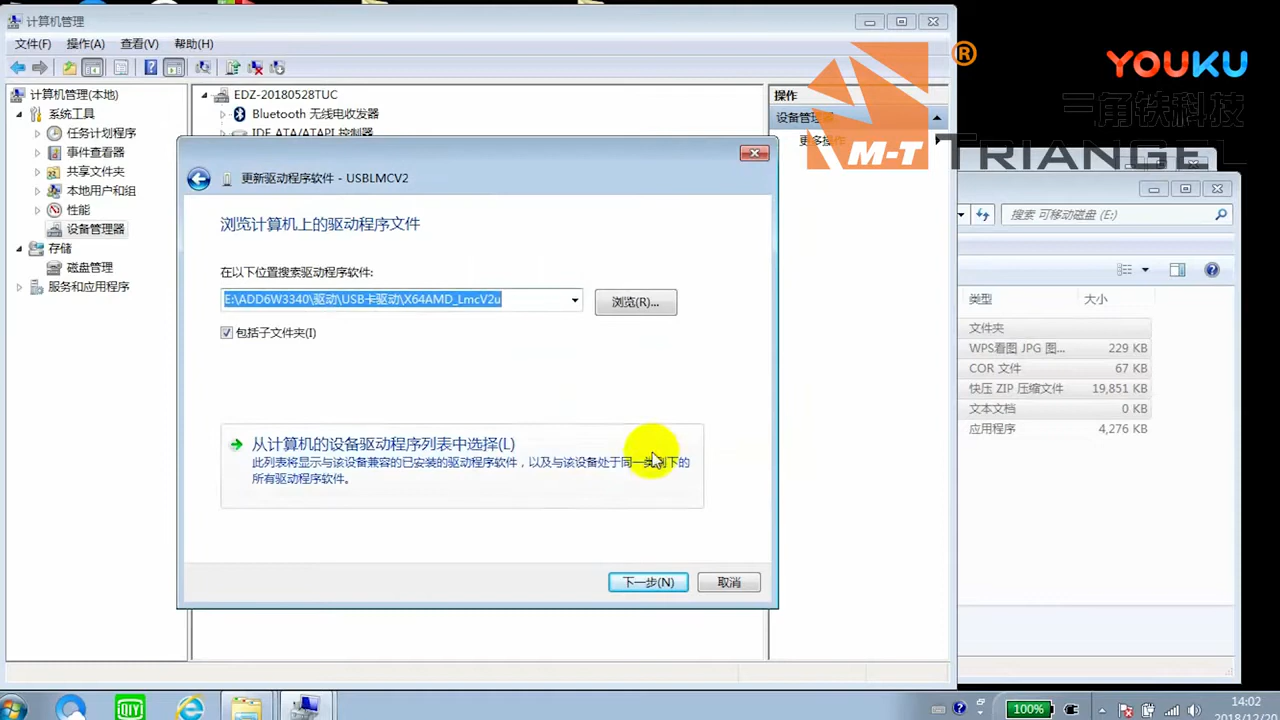 计算机管理
文件(F) 操作(A) 查看(V) 帮助(H)
计算机管理(本地)
系统工具
任务计划程序
事件查看器
共享文件夹
本地用户和组
性能
设备管理器
存储
磁盘管理
服务和应用程序
EDZ-20180528TUC
Bluetooth 无线电收发器
IDE ATA/ATAPI 控制器
操作
设备管理器
更多操作
更新驱动程序软件 - USBLMCV2
浏览计算机上的驱动程序文件
在以下位置搜索驱动程序软件:
E:\ADD6W3340\驱动\USB卡驱动\X64AMD_LmcV2u
浏览(R)...
包括子文件夹(I)
从计算机的设备驱动程序列表中选择(L)
此列表将显示与该设备兼容的已安装的驱动程序软件，以及与该设备处于同一类别下的
所有驱动程序软件。
下一步(N) 取消
M-T
®
TRIANGEL
YOUKU
三角铁科技
搜索 可移动磁盘 (E:)
类型 大小
文件夹
WPS看图 JPG 图... 229 KB
COR 文件 67 KB
快压 ZIP 压缩文件 19,851 KB
文本文档 0 KB
应用程序 4,276 KB
iQIYI
100%
14:02